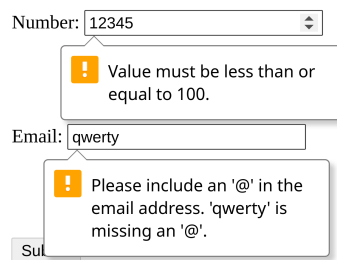 Number: 12345
Value must be less than or
equal to 100.
Email: qwerty
Please include an '@' in the
email address. 'qwerty' is
missing an '@'.